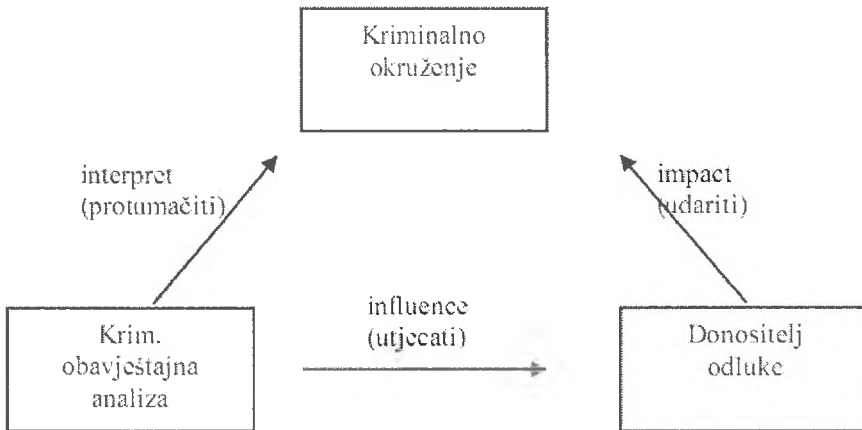 Kriminalno
okruženje
interpret
(protumačiti)
impact
(udariti)
influence
(utjecati)
Krim.
obavještajna
analiza
Donositelj
odluke